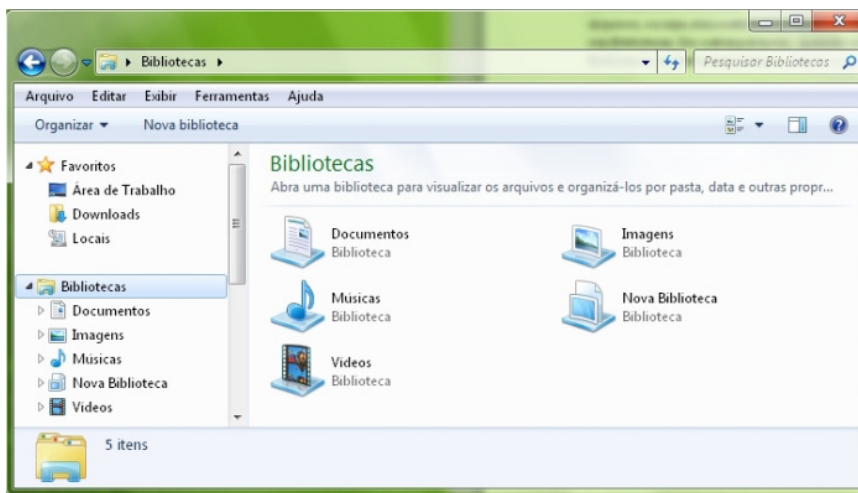 Bibliotecas
Pesquisar Bibliotecas
Arquivo Editar Exibir Ferramentas Ajuda
Organizar Nova biblioteca
Favoritos
Área de Trabalho
Downloads
Locais
Bibliotecas
Documentos
Imagens
Músicas
Nova Biblioteca
Vídeos
Bibliotecas
Abra uma biblioteca para visualizar os arquivos e organizá-los por pasta, data e outras propr...
Documentos
Biblioteca
Imagens
Biblioteca
Músicas
Biblioteca
Nova Biblioteca
Biblioteca
Vídeos
Biblioteca
5 itens